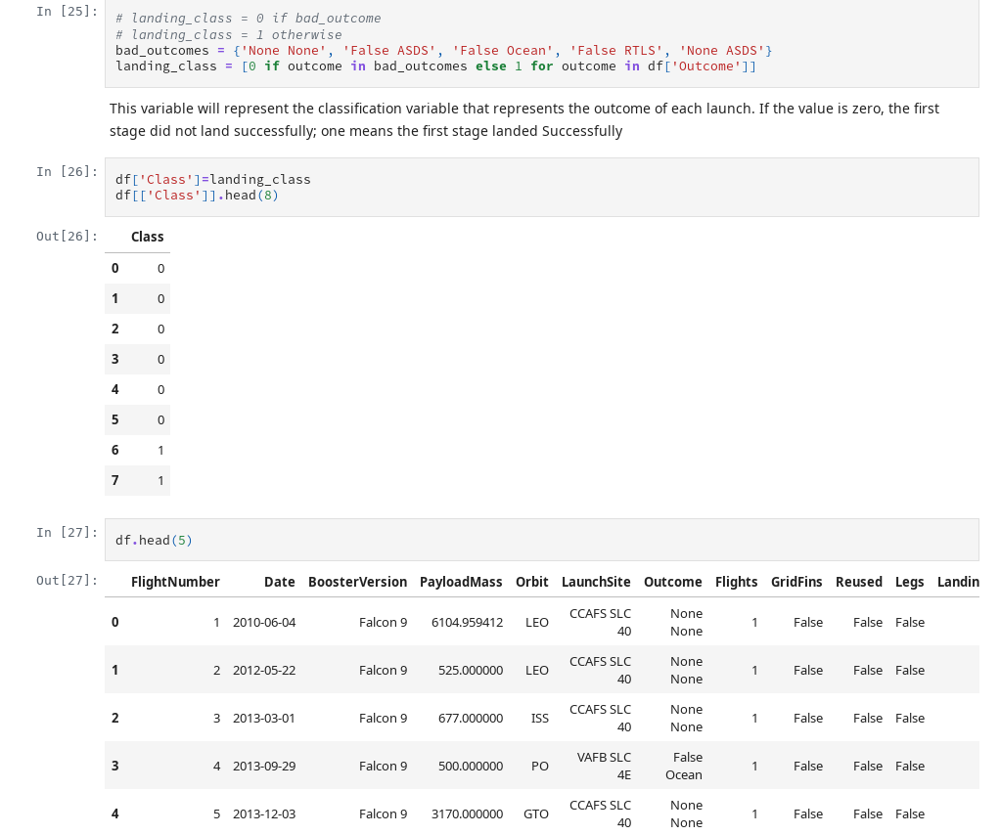 In [25]:
# landing_class = 0 if bad_outcome
# landing_class = 1 otherwise
bad_outcomes = {'None None', 'False ASDS', 'False Ocean', 'False RTLS', 'None ASDS'}
landing_class = [0 if outcome in bad_outcomes else 1 for outcome in df['Outcome']]
This variable will represent the classification variable that represents the outcome of each launch. If the value is zero, the first
stage did not land successfully; one means the first stage landed Successfully
In [26]:
df['Class']=landing_class
df[['Class']].head(8)
Out[26]:
Class
0 0
1 0
2 0
3 0
4 0
5 0
6 1
7 1
In [27]:
df.head(5)
Out[27]:
FlightNumber Date BoosterVersion PayloadMass Orbit LaunchSite Outcome Flights GridFins Reused Legs Landin
0 1 2010-06-04 Falcon 9 6104.959412 LEO CCAFS SLC 40 None None 1 False False False
1 2 2012-05-22 Falcon 9 525.000000 LEO CCAFS SLC 40 None None 1 False False False
2 3 2013-03-01 Falcon 9 677.000000 ISS CCAFS SLC 40 None None 1 False False False
3 4 2013-09-29 Falcon 9 500.000000 PO VAFB SLC 4E False Ocean 1 False False False
4 5 2013-12-03 Falcon 9 3170.000000 GTO CCAFS SLC 40 None None 1 False False False